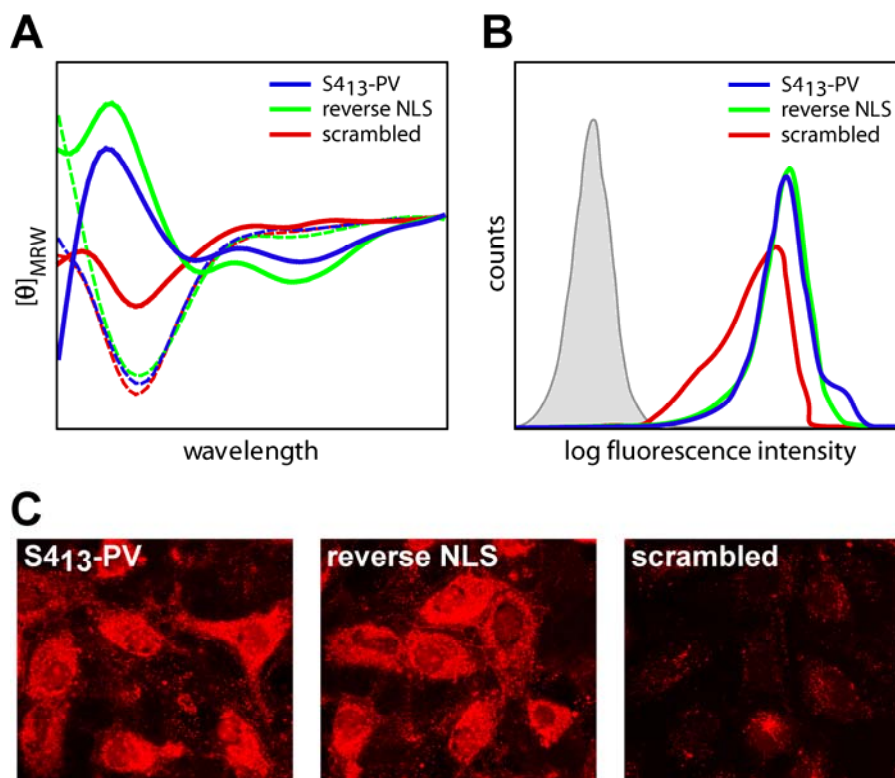 A
S4₁₃-PV
reverse NLS
scrambled
[θ]MRW
wavelength
B
S4₁₃-PV
reverse NLS
scrambled
counts
log fluorescence intensity
C
S4₁₃-PV
reverse NLS
scrambled